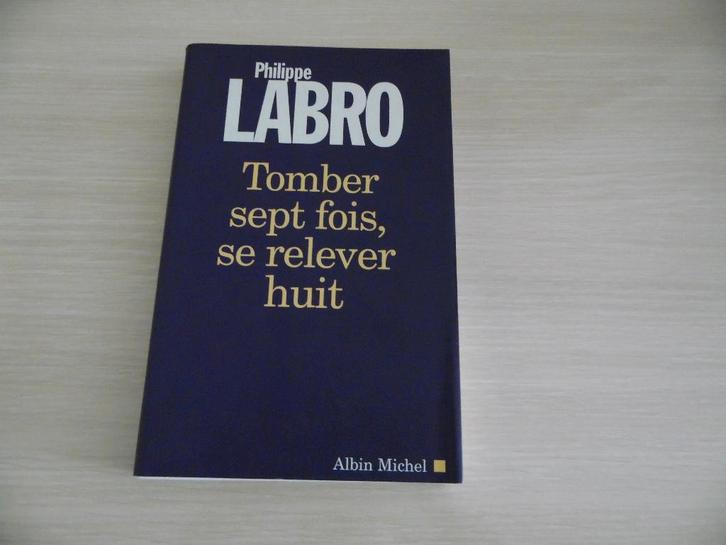 Philippe
LABRO
Tomber
sept fois,
se relever
huit
Albin Michel